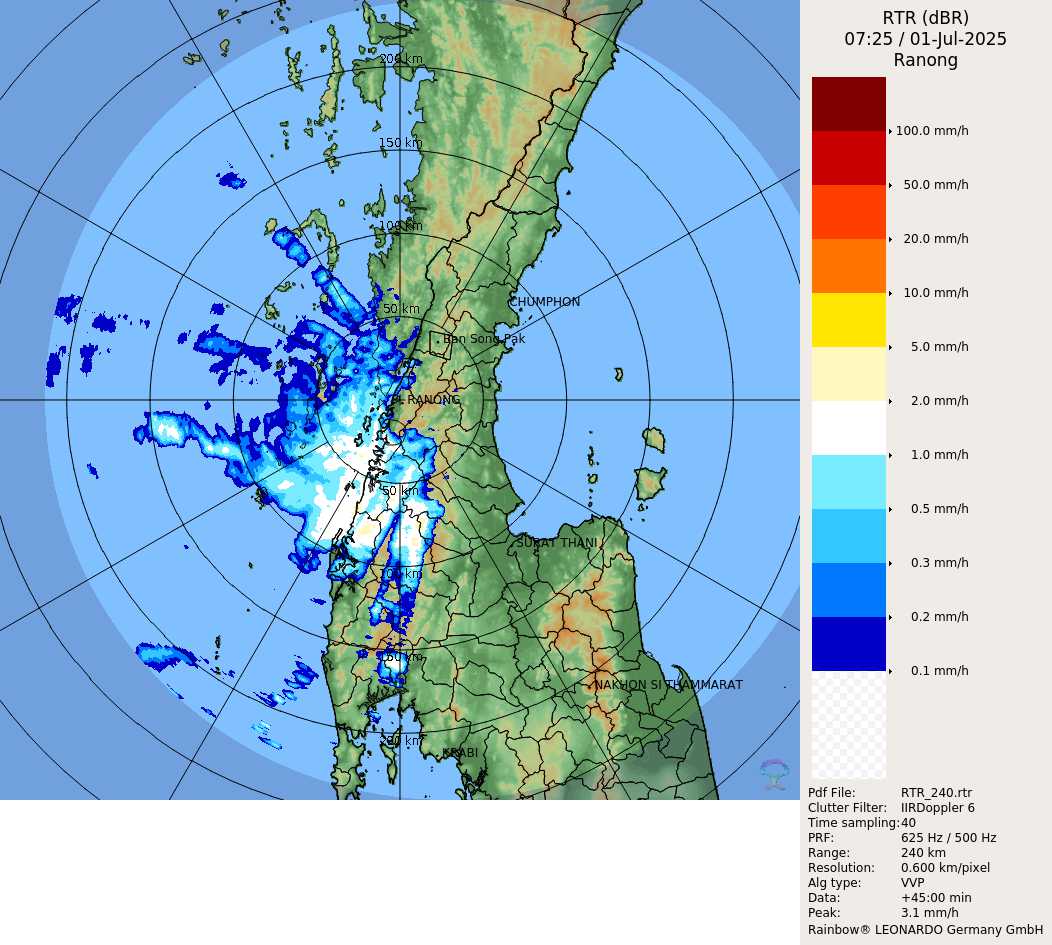 RTR (dBR)
07:25 / 01-Jul-2025
Ranong
100.0 mm/h
50.0 mm/h
20.0 mm/h
10.0 mm/h
5.0 mm/h
2.0 mm/h
1.0 mm/h
0.5 mm/h
0.3 mm/h
0.2 mm/h
0.1 mm/h
200 km
150 km
100 km
50 km
CHUMPHON
Ban Song Pak
RANONG
50 km
SURAT THANI
100 km
150 km
NAKHON SI THAMMARAT
200 km
KRABI
Pdf File: RTR_240.rtr
Clutter Filter: IIRDoppler 6
Time sampling: 40
PRF: 625 Hz / 500 Hz
Range: 240 km
Resolution: 0.600 km/pixel
Alg type: VVP
Data: +45:00 min
Peak: 3.1 mm/h
Rainbow® LEONARDO Germany GmbH